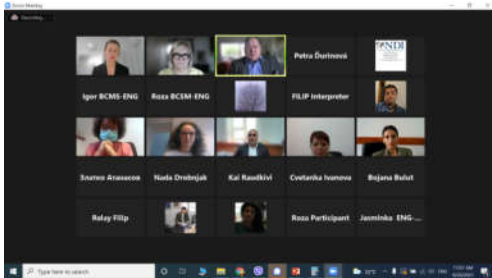 Zoom Meeting
Recording...
Petra Ďurinová
NDI
Igor BCMS-ENG
Roza BCSM-ENG
FILIP Interpreter
Златко Атанасов
Nada Drobnjak
Kai Raudkivi
Cvetanka Ivanova
Bojana Bulut
Relay Filip
Roza Participant
Jasminka ENG-...
Type here to search